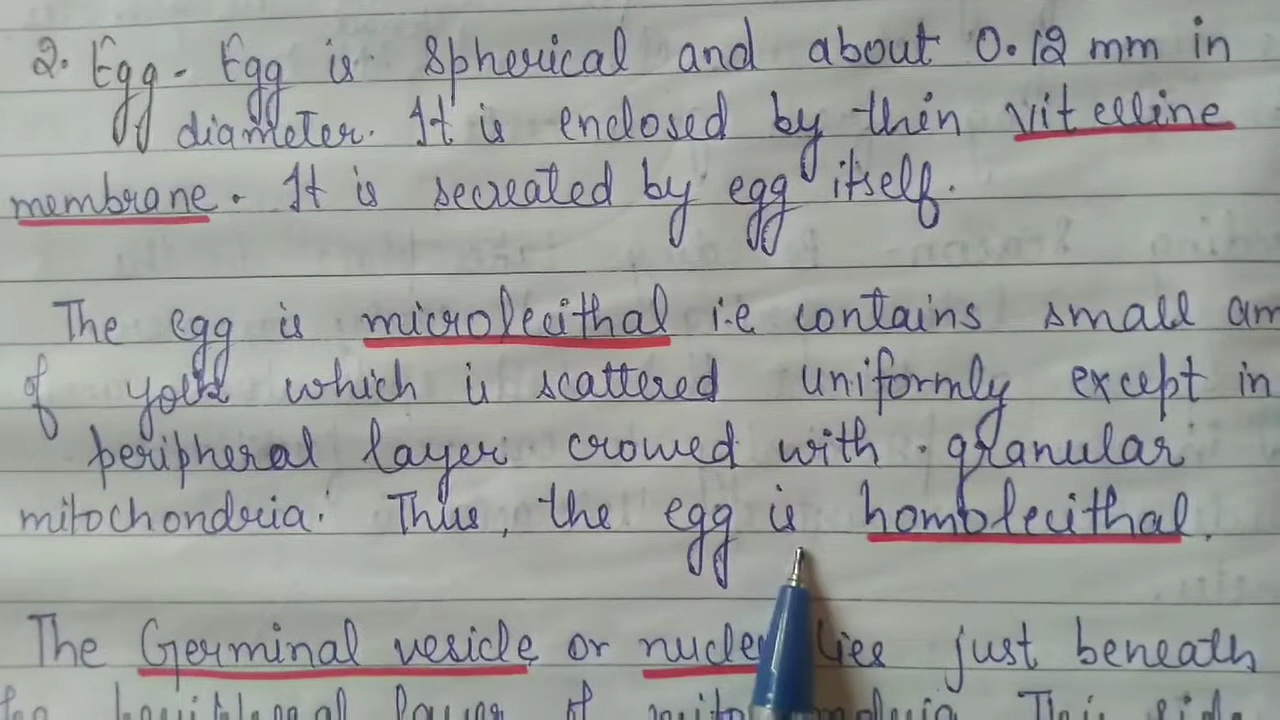 2. Egg - Egg is spherical and about 0.12 mm in
diameter. It is enclosed by thin vitelline
membrane. It is secreated by egg itself.
The egg is microlecithal i.e contains small am
of yolk which is scattered uniformly except in
peripheral layer crowed with granular
mitochondria. Thus, the egg is homolecithal.
The Germinal vesicle or nucle lies just beneath
layer of